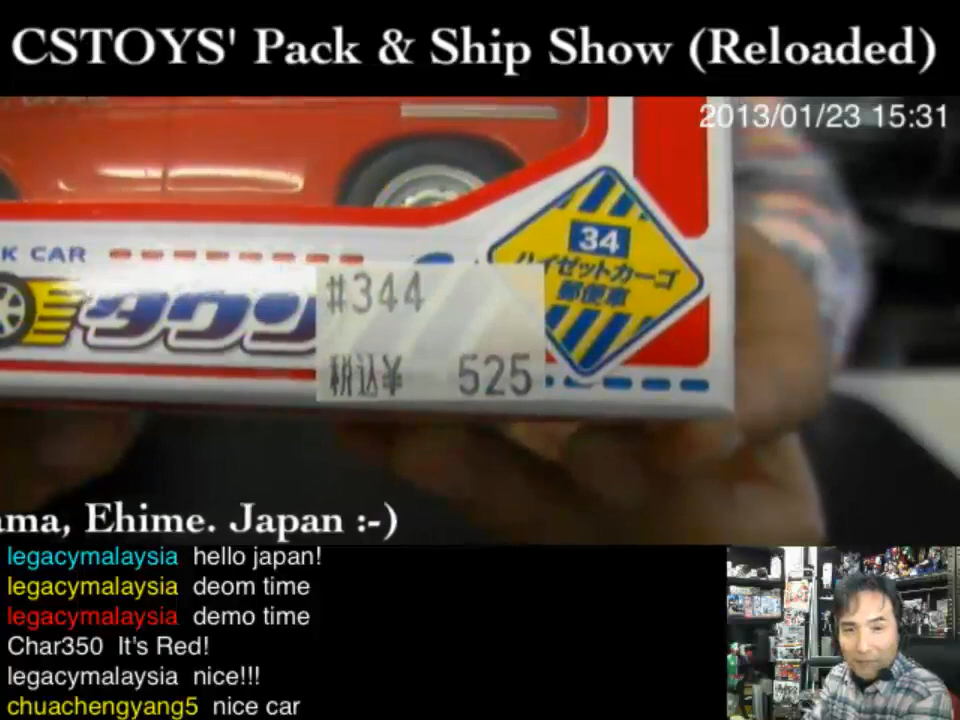 CSTOYS' Pack & Ship Show (Reloaded)
2013/01/23 15:31
K CAR
34
ハイゼットカーゴ
郵便車
タウン
#344
税込¥ 525
ama, Ehime. Japan :-)
legacymalaysia hello japan!
legacymalaysia deom time
legacymalaysia demo time
Char350 It's Red!
legacymalaysia nice!!!
chuachengyang5 nice car